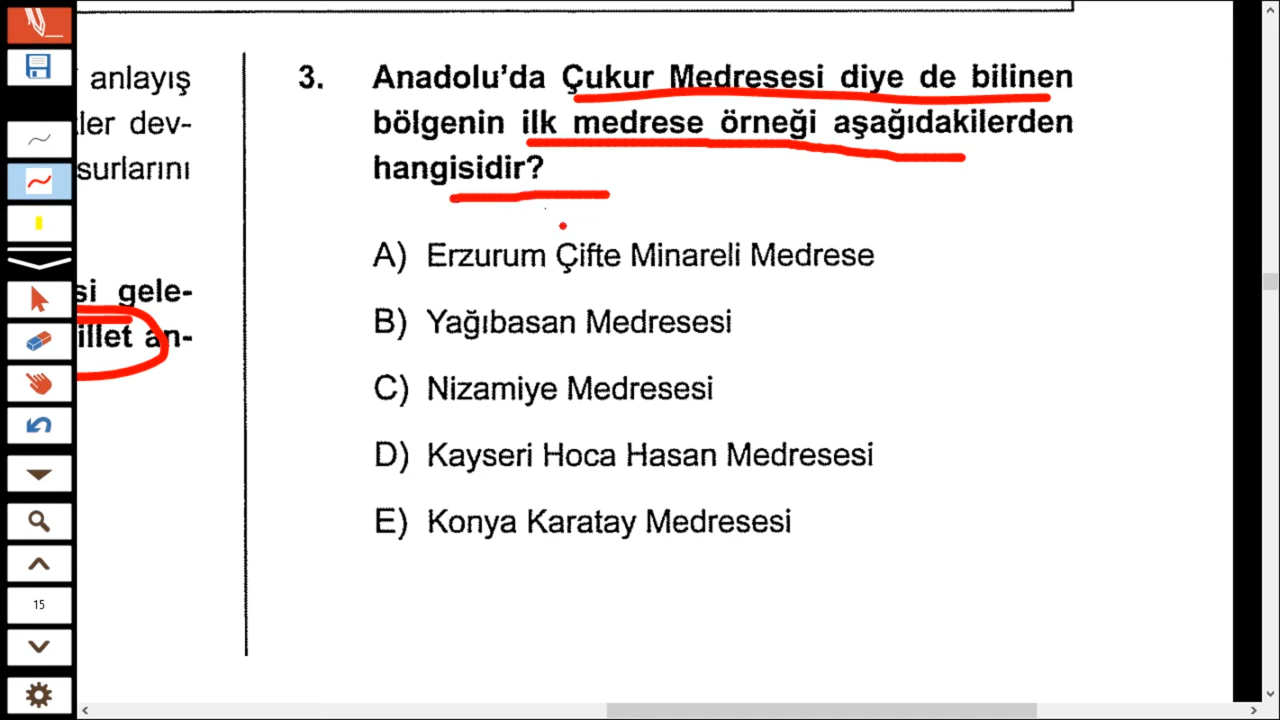 anlayış
ler dev-
surlarını
si gele-
illet an-
3. Anadolu'da Çukur Medresesi diye de bilinen
bölgenin ilk medrese örneği aşağıdakilerden
hangisidir?
A) Erzurum Çifte Minareli Medrese
B) Yağıbasan Medresesi
C) Nizamiye Medresesi
D) Kayseri Hoca Hasan Medresesi
E) Konya Karatay Medresesi
15